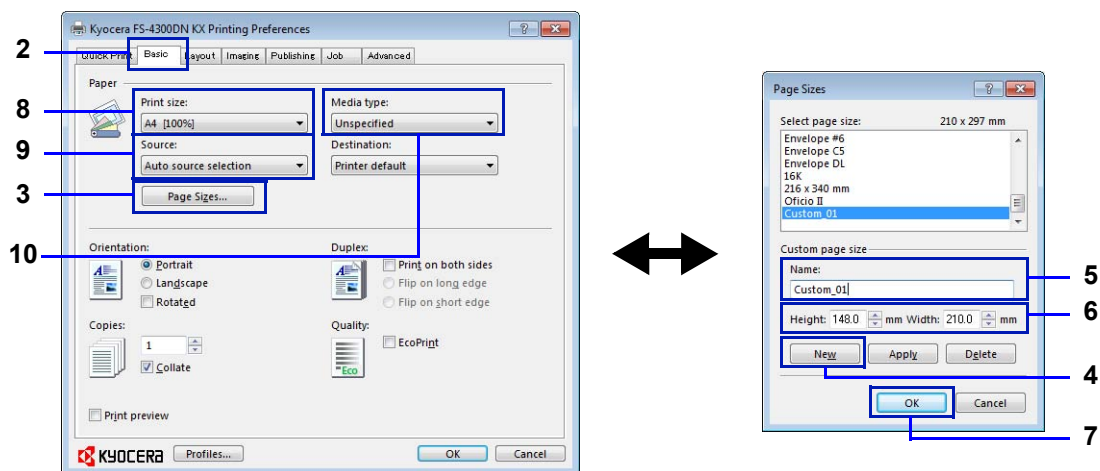 Kyocera FS-4300DN KX Printing Preferences
2
Quick Print Basic Layout Imaging Publishing Job Advanced
Paper
8
Print size:
Media type:
A4 [100%]
Unspecified
9
Source:
Destination:
Auto source selection
Printer default
3
Page Sizes...
10
Orientation:
Duplex:
Portrait
Print on both sides
Landscape
Flip on long edge
Rotated
Flip on short edge
Copies:
Quality:
1
EcoPrint
Collate
Eco
Print preview
KYOCERA Profiles... OK Cancel
Page Sizes
Select page size: 210 x 297 mm
Envelope #6
Envelope C5
Envelope DL
16K
216 x 340 mm
Oficio II
Custom_01
Custom page size
Name:
5
Custom_01
Height: 148.0 mm Width: 210.0 mm
6
New Apply Delete
4
OK Cancel
7